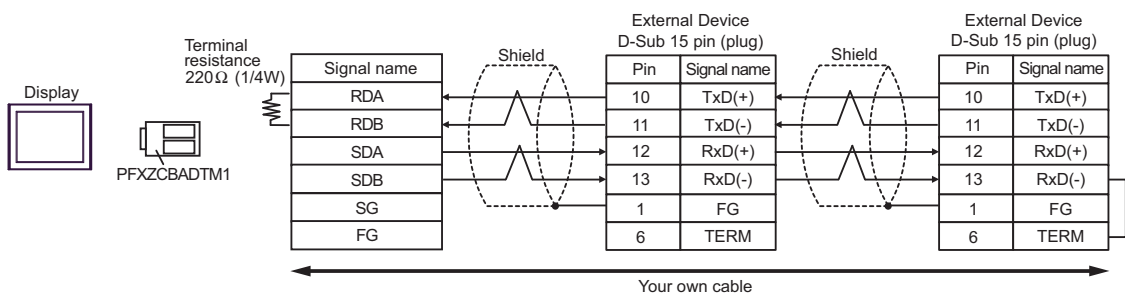 External Device
D-Sub 15 pin (plug)
External Device
D-Sub 15 pin (plug)
Terminal
resistance
220Ω (1/4W)
Shield
Shield
Display
PFXZCBADTM1
Signal name
RDA
RDB
SDA
SDB
SG
FG
Pin Signal name
10 TxD(+)
11 TxD(-)
12 RxD(+)
13 RxD(-)
1 FG
6 TERM
Pin Signal name
10 TxD(+)
11 TxD(-)
12 RxD(+)
13 RxD(-)
1 FG
6 TERM
Your own cable